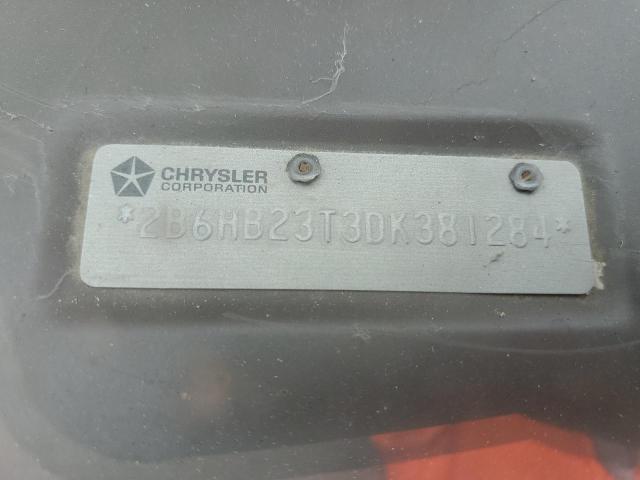 CHRYSLER
CORPORATION
*2B6HB23T3DK381284*